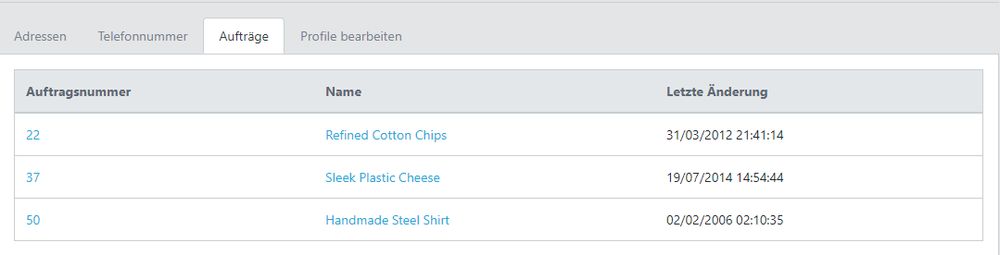 Adressen Telefonnummer Aufträge Profile bearbeiten
Auftragsnummer Name Letzte Änderung
22 Refined Cotton Chips 31/03/2012 21:41:14
37 Sleek Plastic Cheese 19/07/2014 14:54:44
50 Handmade Steel Shirt 02/02/2006 02:10:35